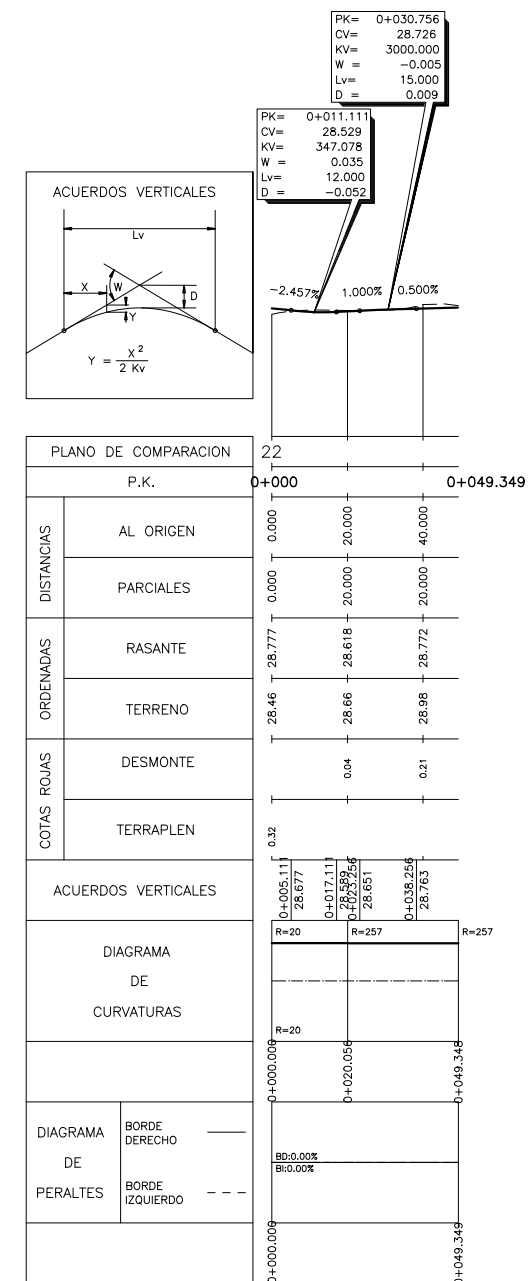 PK= 0+030.756
CV= 28.726
KV= 3000.000
W = -0.005
Lv= 15.000
D = 0.009
PK= 0+011.111
CV= 28.529
KV= 347.078
W = 0.035
Lv= 12.000
D = -0.052
ACUERDOS VERTICALES
Lv
X
W
D
Y
Y = X² / 2 Kv
-2.457%
1.000%
0.500%
PLANO DE COMPARACION 22
P.K. 0+000 0+049.349
DISTANCIAS
AL ORIGEN 0.000 20.000 40.000
PARCIALES 0.000 20.000 20.000
ORDENADAS
RASANTE 28.777 28.618 28.772
TERRENO 28.46 28.66 28.98
COTAS ROJAS
DESMONTE 0.04 0.21
TERRAPLEN 0.32
ACUERDOS VERTICALES
0+005.111
28.677
0+017.111
28.589
0+023.256
28.651
0+038.256
28.763
DIAGRAMA
DE
CURVATURAS
R=20 R=257 R=257
R=20
0+000.000 0+020.056 0+049.348
DIAGRAMA
DE
PERALTES
BORDE
DERECHO
BORDE
IZQUIERDO
BD:0.00%
BI:0.00%
0+000.000 0+049.349